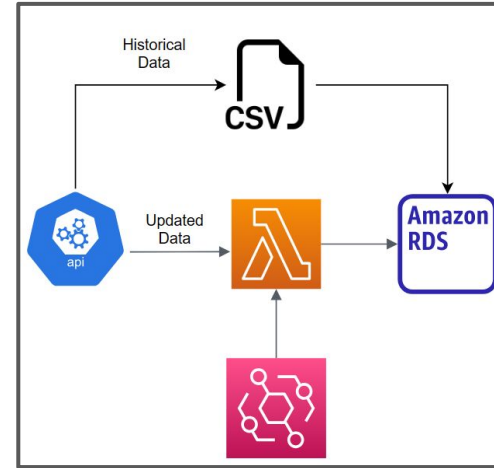 Historical
Data
CSV
Updated
Data
api
Amazon
RDS